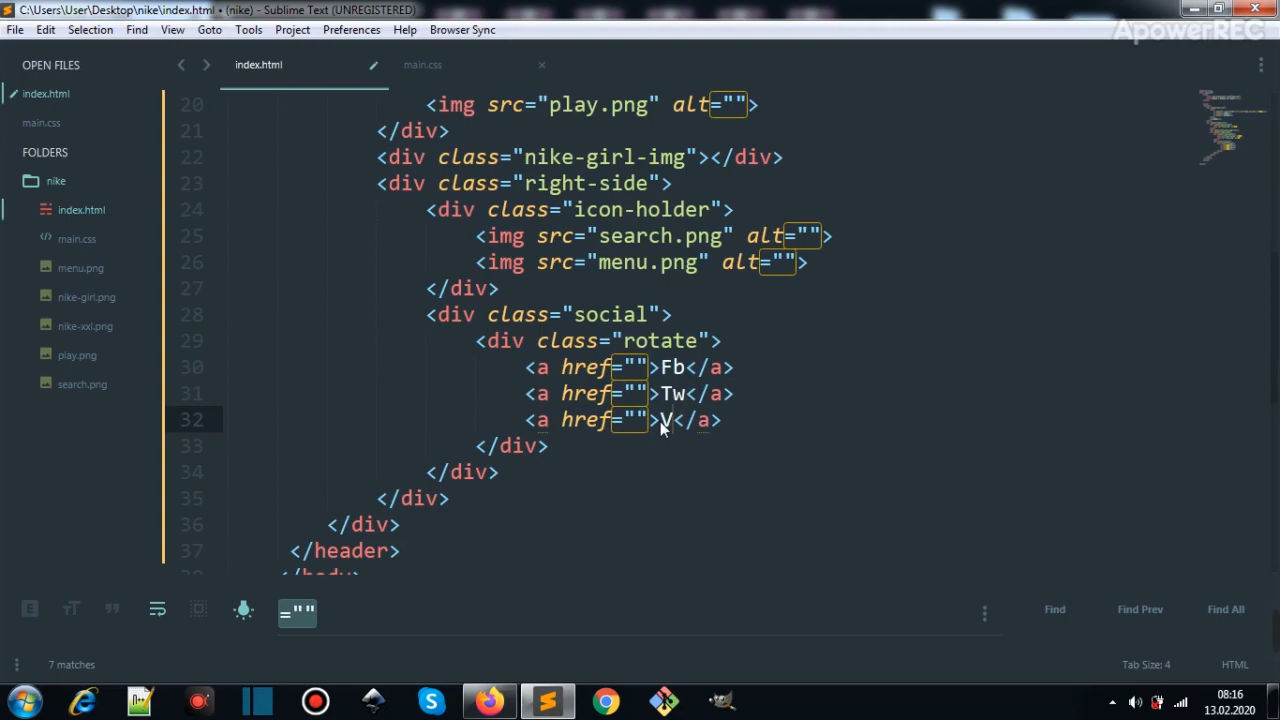 C:\Users\User\Desktop\nike\index.html • (nike) - Sublime Text (UNREGISTERED)
ApowerREC
File Edit Selection Find View Goto Tools Project Preferences Help Browser Sync
OPEN FILES
index.html
main.css
FOLDERS
nike
index.html
main.css
menu.png
nike-girl.png
nike-xxl.png
play.png
search.png
index.html
main.css
20 <img src="play.png" alt="">
21 </div>
22 <div class="nike-girl-img"></div>
23 <div class="right-side">
24 <div class="icon-holder">
25 <img src="search.png" alt="">
26 <img src="menu.png" alt="">
27 </div>
28 <div class="social">
29 <div class="rotate">
30 <a href="">Fb</a>
31 <a href="">Tw</a>
32 <a href="">V</a>
33 </div>
34 </div>
35 </div>
36 </div>
37 </header>
38 </body>
=""
Find Find Prev Find All
7 matches
Tab Size: 4 HTML
08:16
13.02.2020